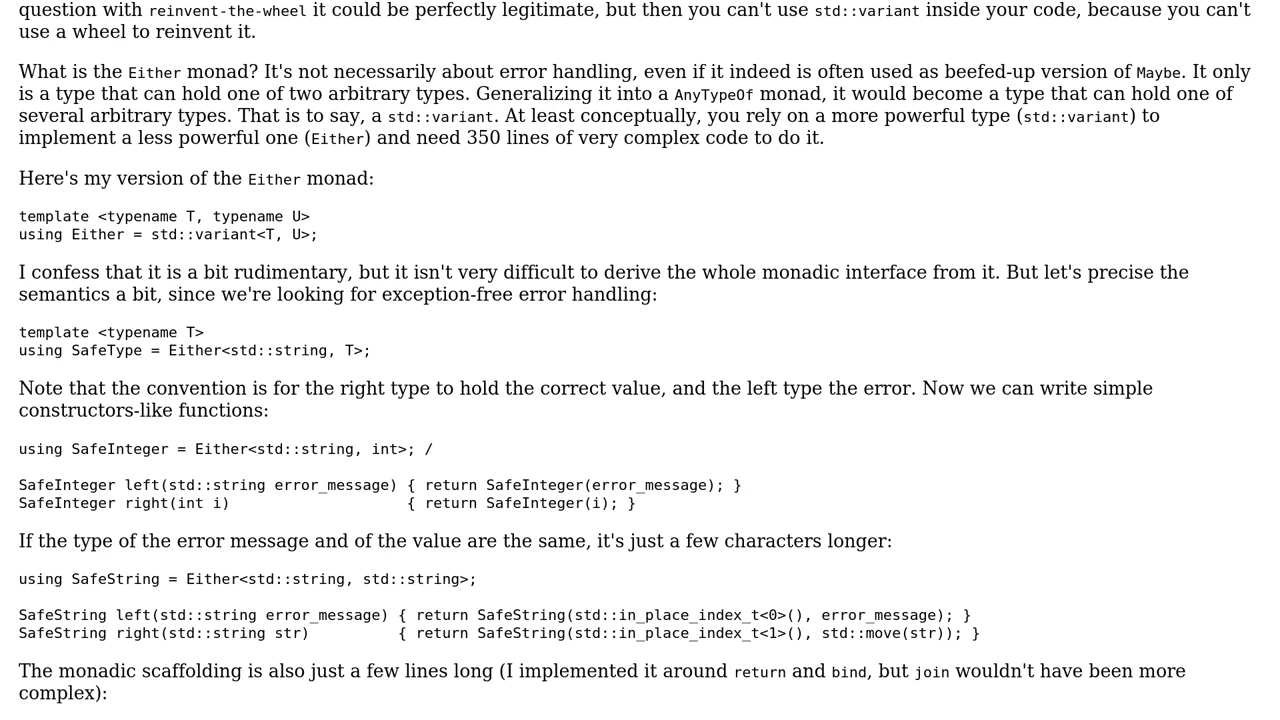 question with reinvent-the-wheel it could be perfectly legitimate, but then you can't use std::variant inside your code, because you can't
use a wheel to reinvent it.
What is the Either monad? It's not necessarily about error handling, even if it indeed is often used as beefed-up version of Maybe. It only
is a type that can hold one of two arbitrary types. Generalizing it into a AnyTypeOf monad, it would become a type that can hold one of
several arbitrary types. That is to say, a std::variant. At least conceptually, you rely on a more powerful type (std::variant) to
implement a less powerful one (Either) and need 350 lines of very complex code to do it.
Here's my version of the Either monad:
template <typename T, typename U>
using Either = std::variant<T, U>;
I confess that it is a bit rudimentary, but it isn't very difficult to derive the whole monadic interface from it. But let's precise the
semantics a bit, since we're looking for exception-free error handling:
template <typename T>
using SafeType = Either<std::string, T>;
Note that the convention is for the right type to hold the correct value, and the left type the error. Now we can write simple
constructors-like functions:
using SafeInteger = Either<std::string, int>; /
SafeInteger left(std::string error_message) { return SafeInteger(error_message); }
SafeInteger right(int i)                    { return SafeInteger(i); }
If the type of the error message and of the value are the same, it's just a few characters longer:
using SafeString = Either<std::string, std::string>;
SafeString left(std::string error_message) { return SafeString(std::in_place_index_t<0>(), error_message); }
SafeString right(std::string str)          { return SafeString(std::in_place_index_t<1>(), std::move(str)); }
The monadic scaffolding is also just a few lines long (I implemented it around return and bind, but join wouldn't have been more
complex):